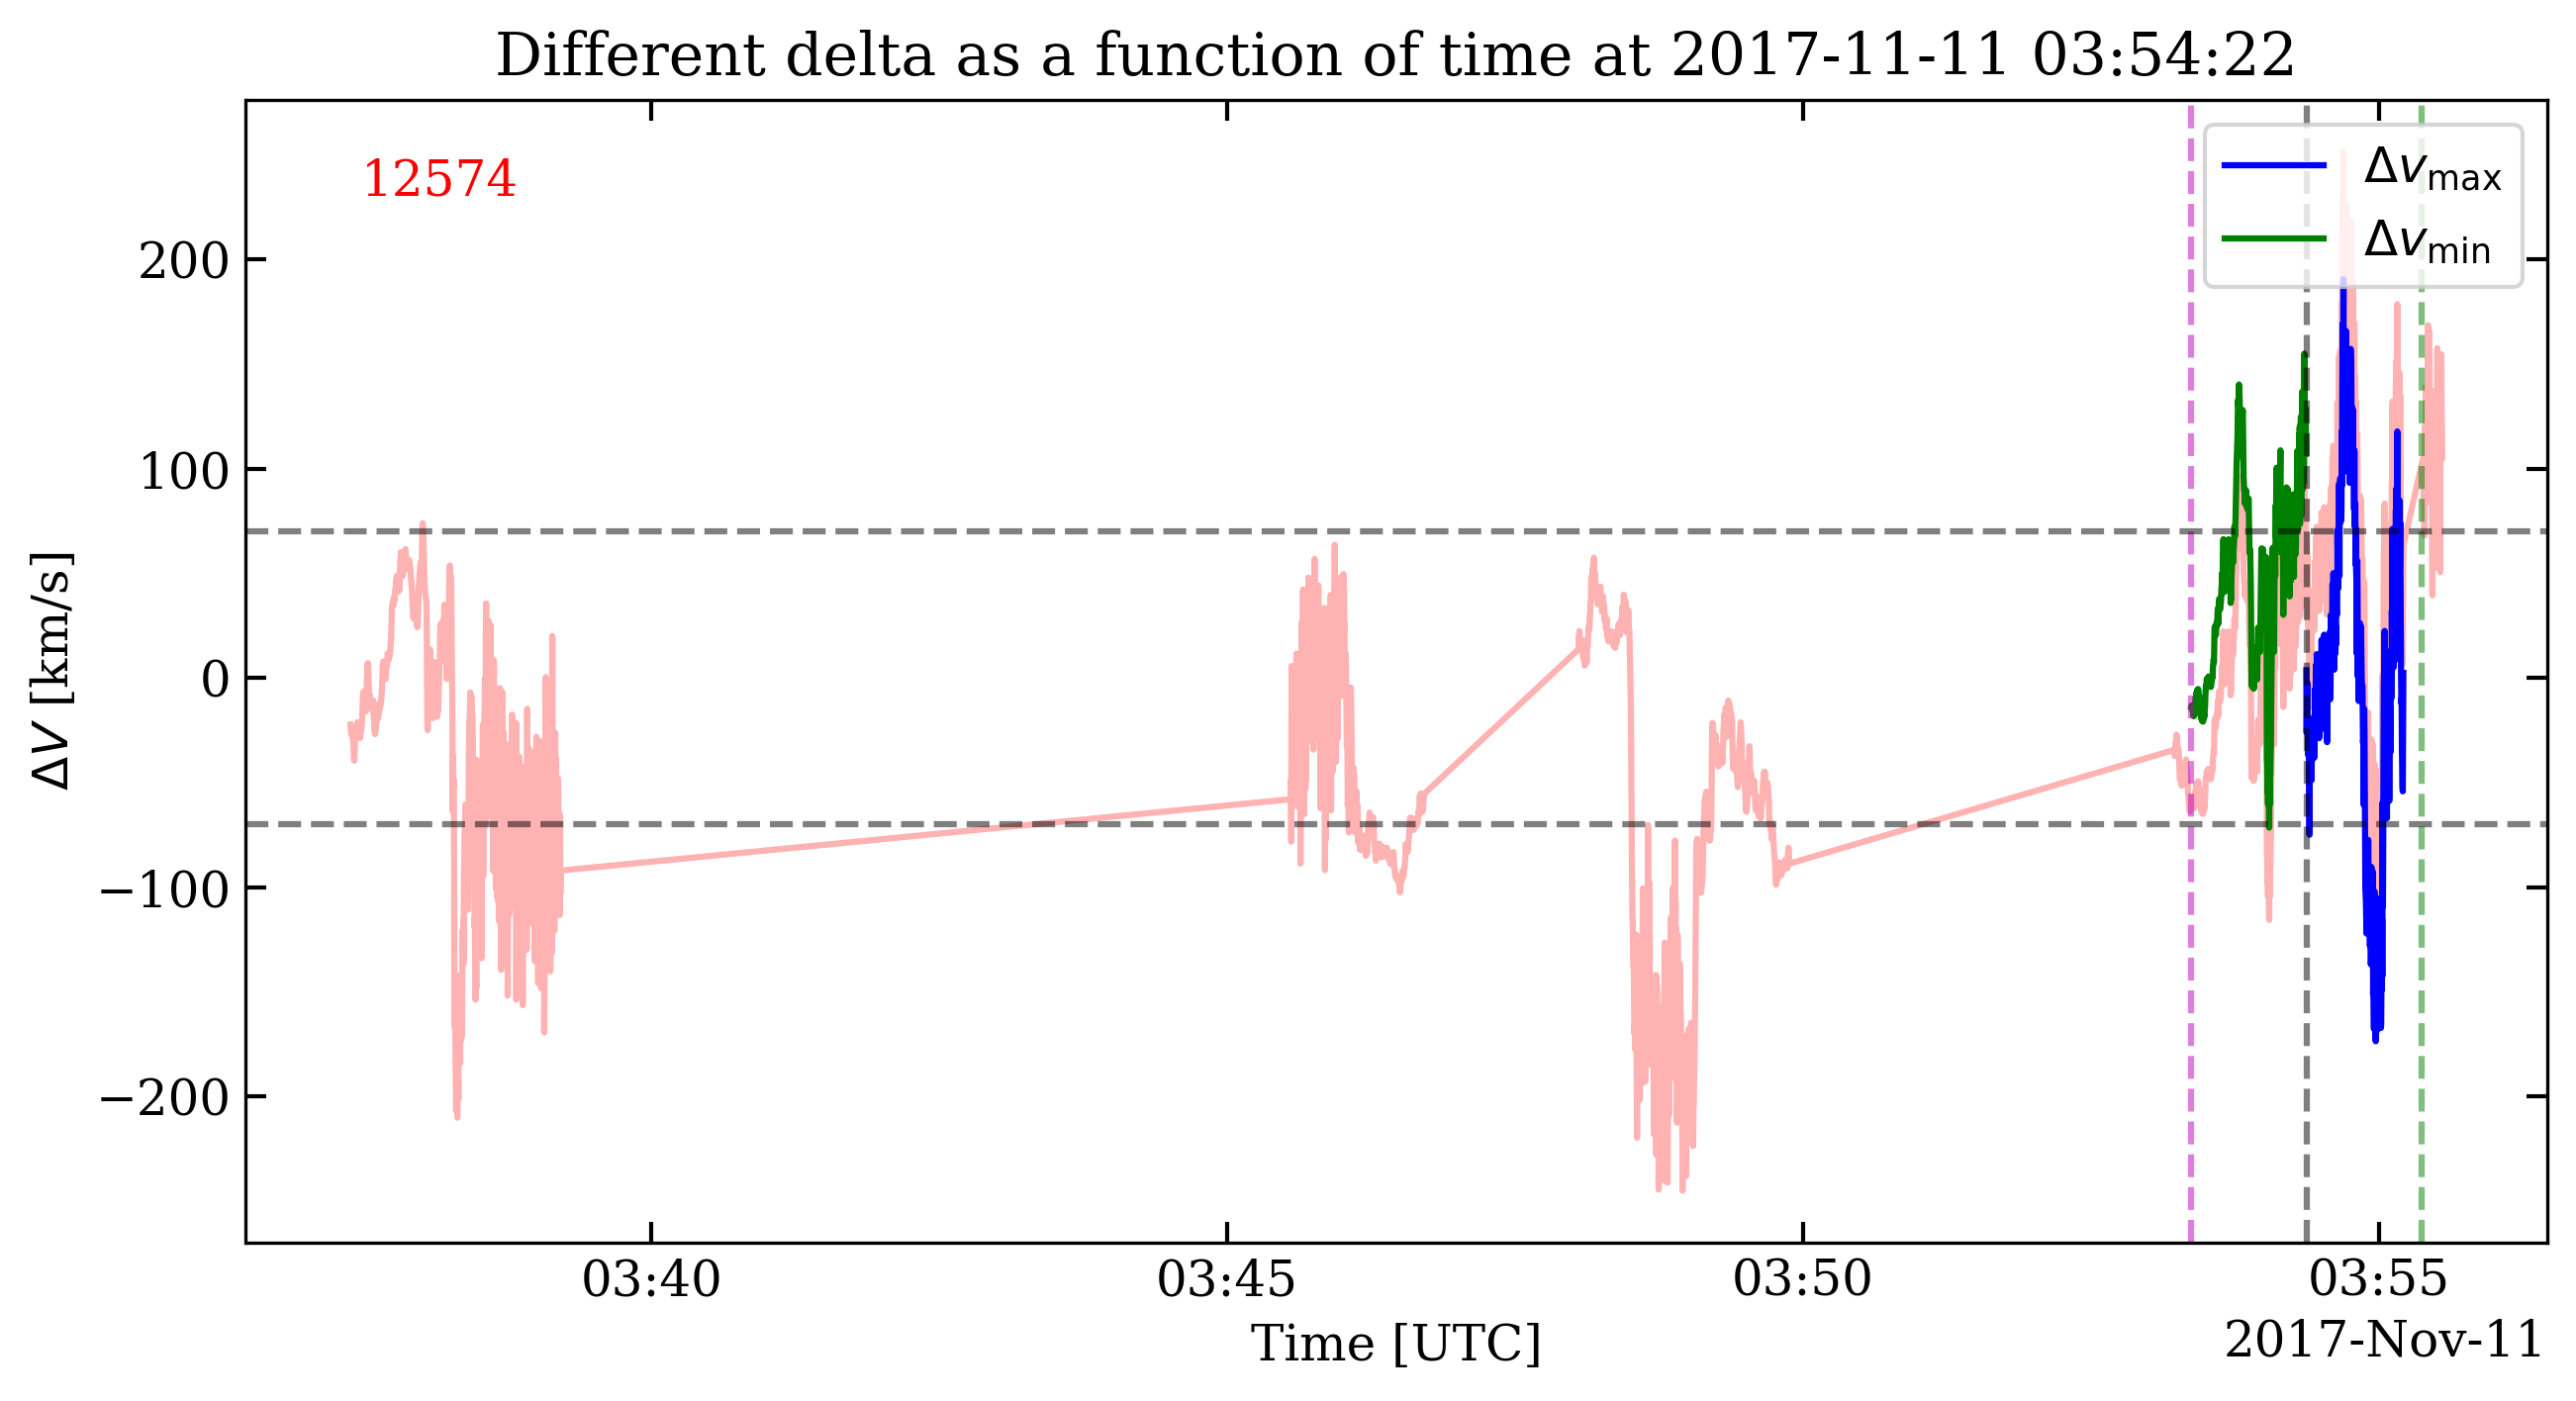 Different delta as a function of time at 2017-11-11 03:54:22
12574
Δv_max
Δv_min
200
100
0
−100
−200
ΔV [km/s]
03:40 03:45 03:50 03:55
2017-Nov-11
Time [UTC]